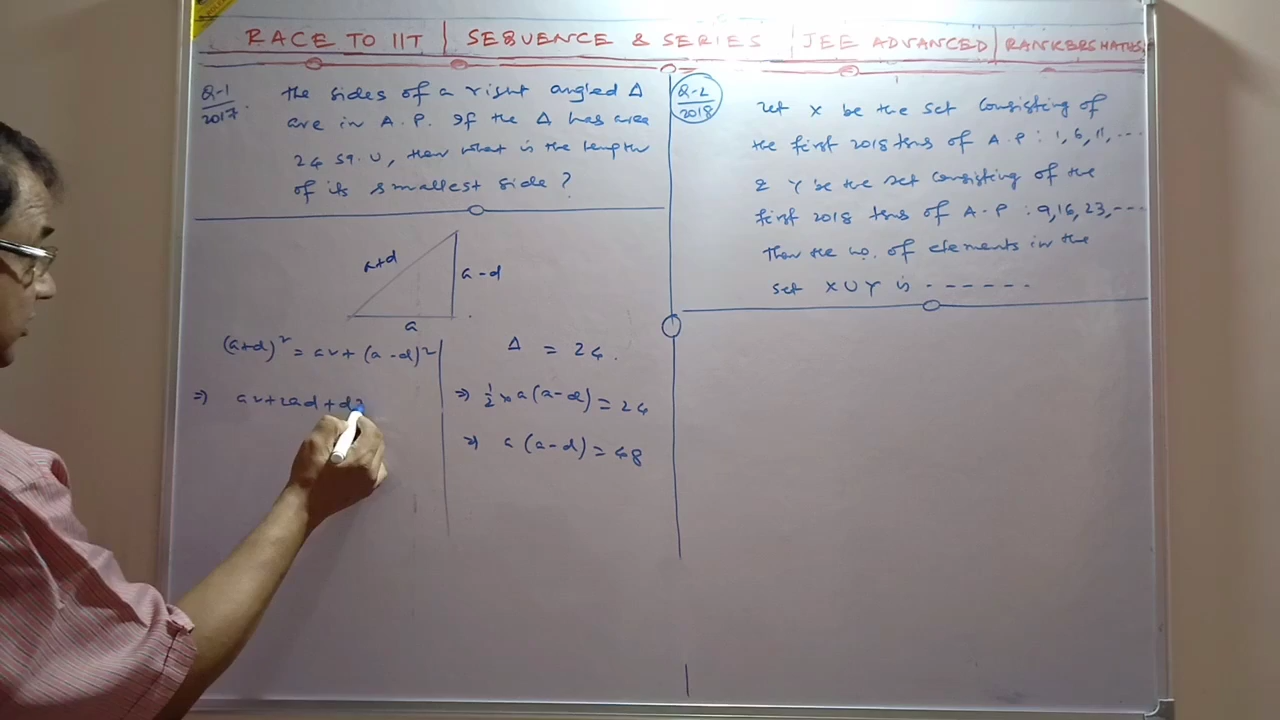 RACE TO IIT | SEQUENCE & SERIES | JEE ADVANCED | RANKERS MATHS
Q-1
2017
the sides of a right angled Δ
are in A.P. If the Δ has area
24 sq.u, then what is the length
of its smallest side?
a+d
a-d
a
(a+d)² = a² + (a-d)²
⇒ a²+2ad+d²
Δ = 24.
⇒ 1/2 × a(a-d) = 24
⇒ a(a-d) = 48
Q-2
2018
Let X be the set consisting of
the first 2018 tms of A.P : 1, 6, 11, ....
& Y be the set consisting of the
first 2018 tms of A.P : 9, 16, 23, ....
Then the no. of elements in the
set X∪Y is ------